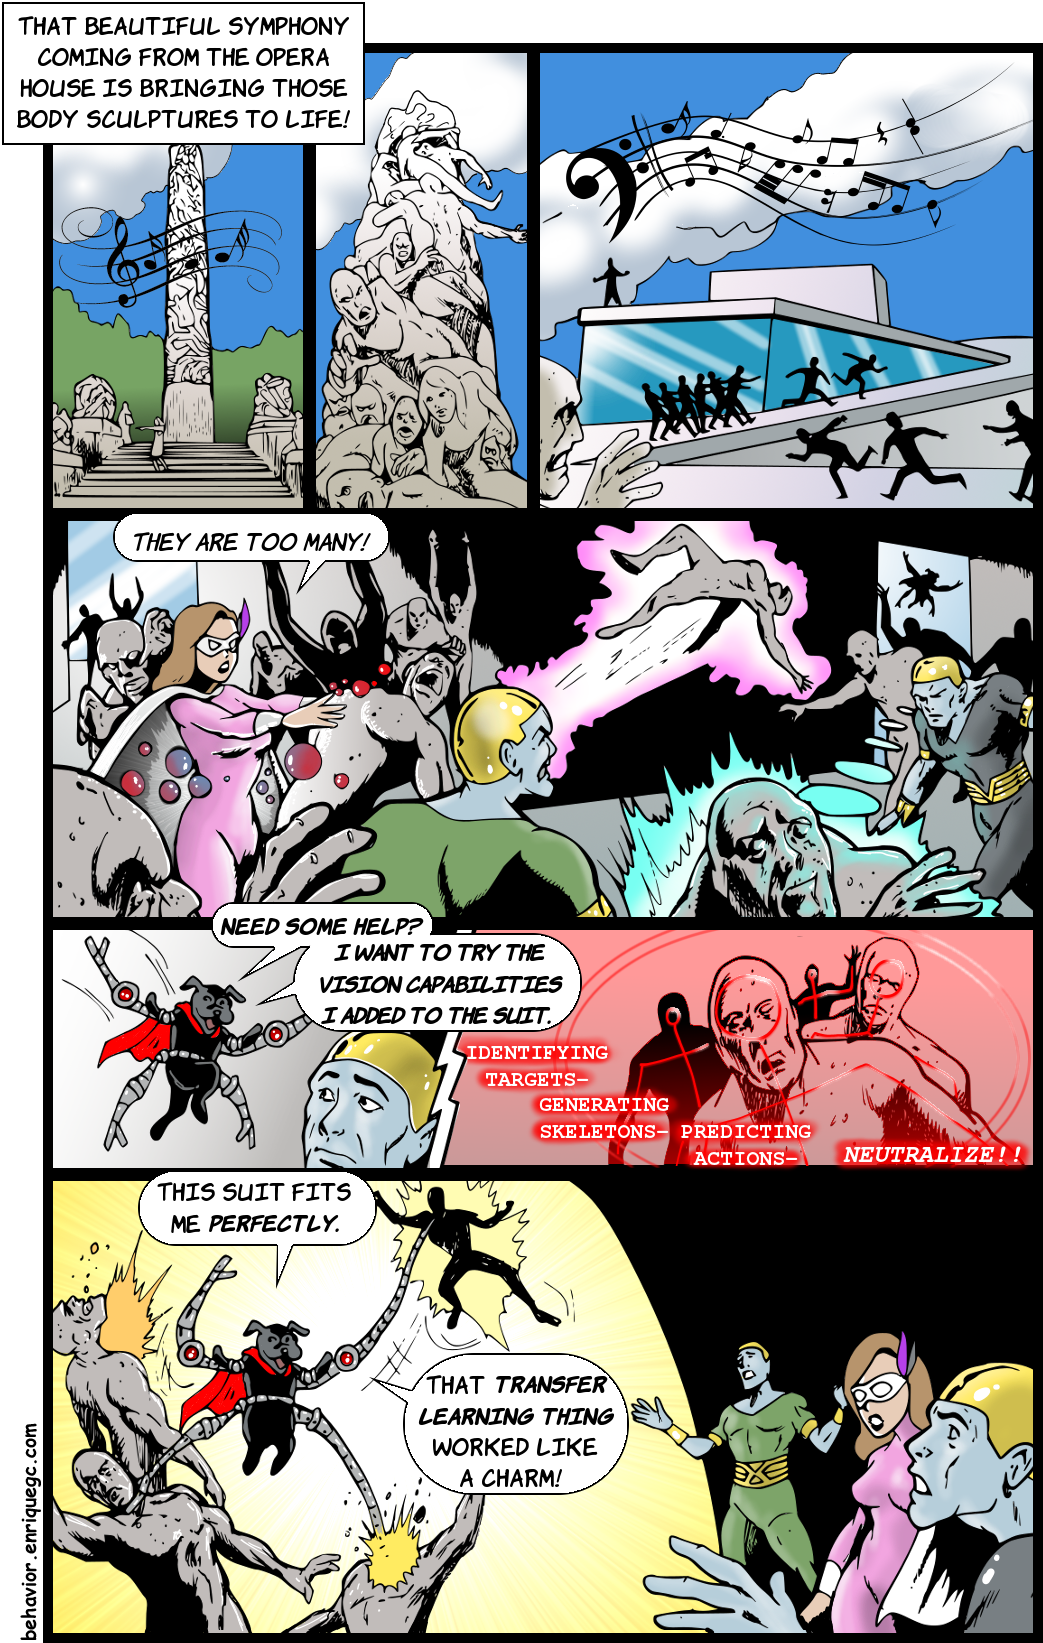 THAT BEAUTIFUL SYMPHONY
COMING FROM THE OPERA
HOUSE IS BRINGING THOSE
BODY SCULPTURES TO LIFE!
THEY ARE TOO MANY!
NEED SOME HELP?
I WANT TO TRY THE
VISION CAPABILITIES
I ADDED TO THE SUIT.
IDENTIFYING
TARGETS-
GENERATING
SKELETONS- PREDICTING
ACTIONS-
NEUTRALIZE!!
THIS SUIT FITS
ME PERFECTLY.
THAT TRANSFER
LEARNING THING
WORKED LIKE
A CHARM!
behavior.enriquegc.com